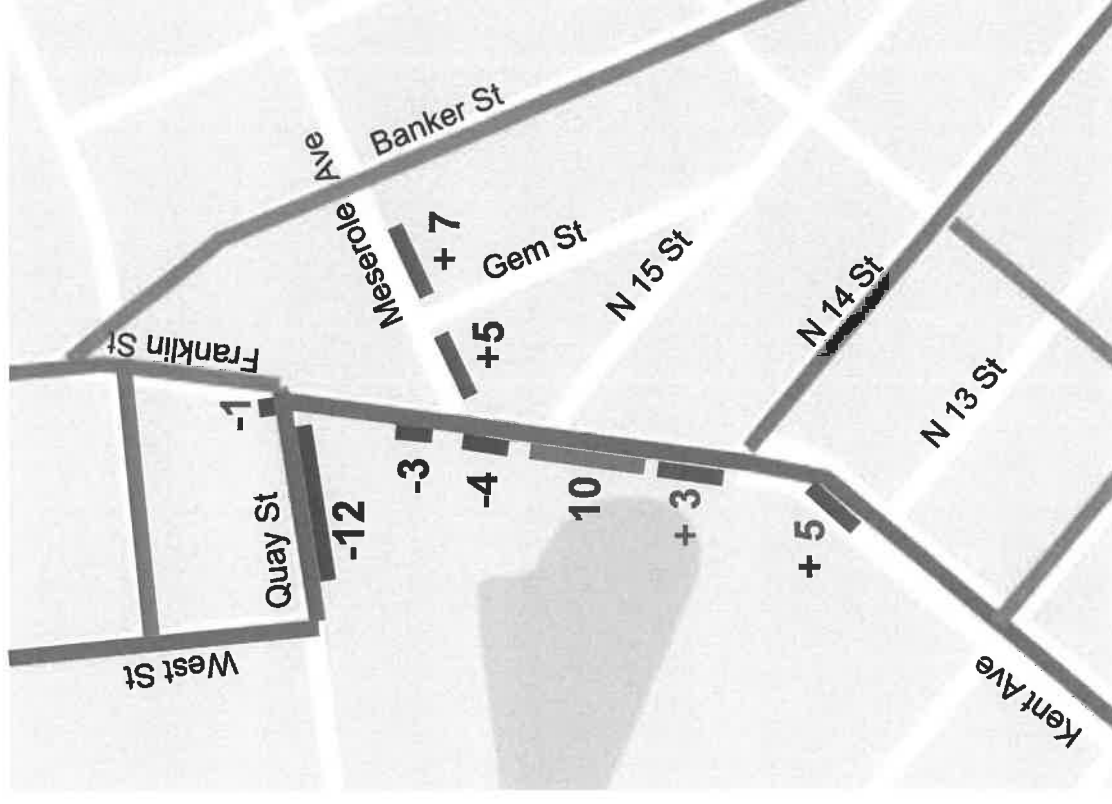 Banker St
Meserole Ave
+ 7
Gem St
+5
N 15 St
N 14 St
N 13 St
Franklin St
-1
Quay St
-12
-3
-4
10
+ 3
+ 5
West St
Kent Ave